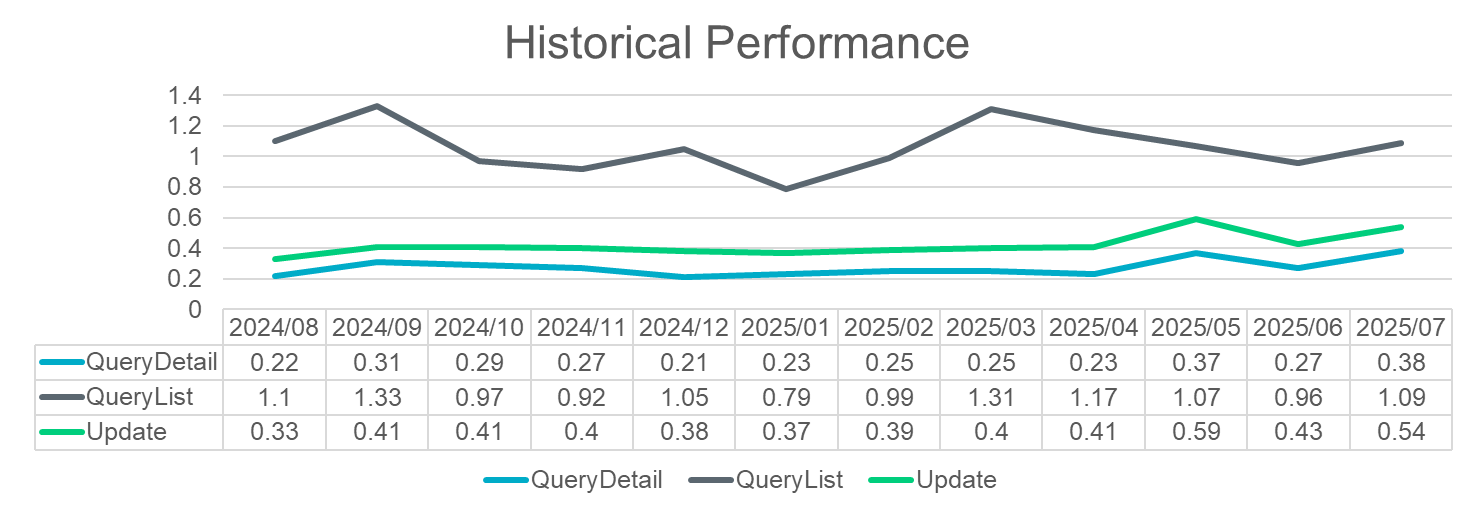 Historical Performance
1.4
1.2
1
0.8
0.6
0.4
0.2
0
2024/08 2024/09 2024/10 2024/11 2024/12 2025/01 2025/02 2025/03 2025/04 2025/05 2025/06 2025/07
QueryDetail 0.22 0.31 0.29 0.27 0.21 0.23 0.25 0.25 0.23 0.37 0.27 0.38
QueryList 1.1 1.33 0.97 0.92 1.05 0.79 0.99 1.31 1.17 1.07 0.96 1.09
Update 0.33 0.41 0.41 0.4 0.38 0.37 0.39 0.4 0.41 0.59 0.43 0.54
QueryDetail QueryList Update